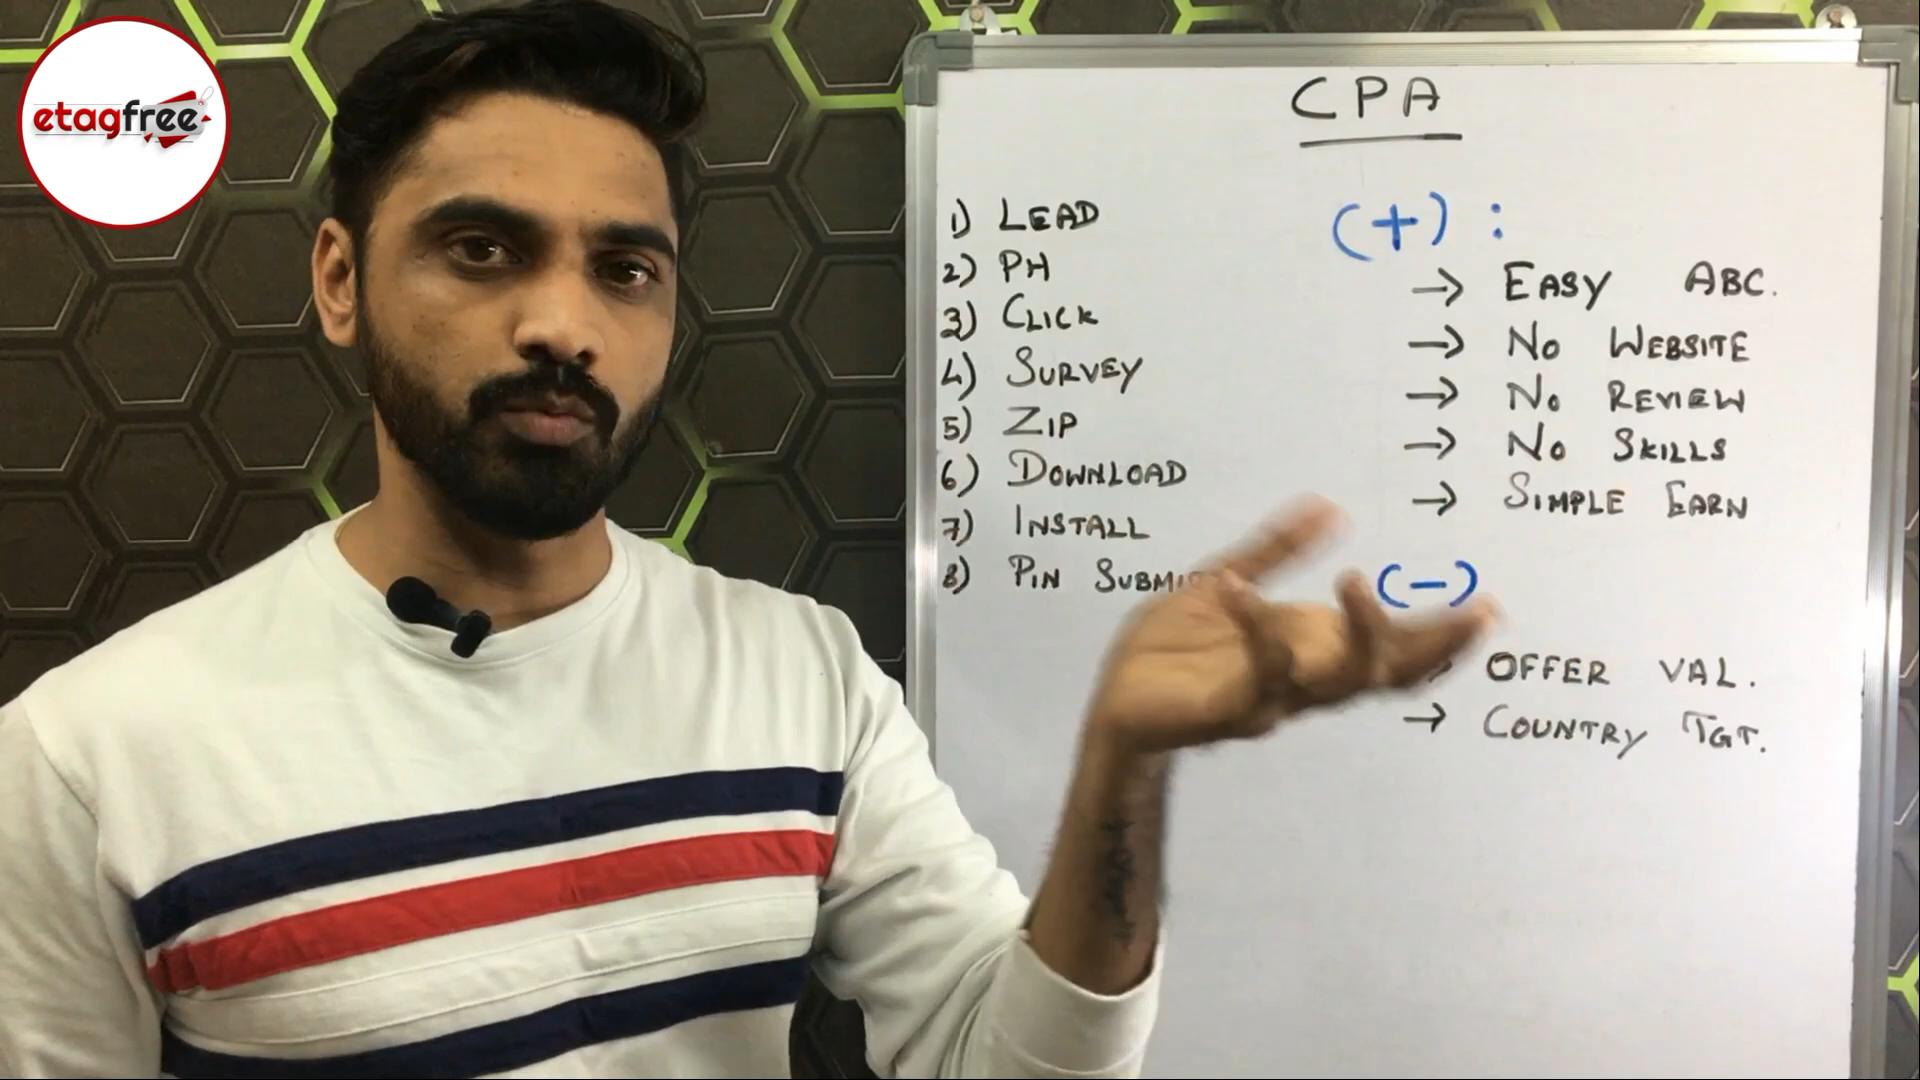 etagfree
CPA
1) LEAD
2) PH
3) CLICK
4) SURVEY
5) ZIP
6) DOWNLOAD
7) INSTALL
8) PIN SUBMIT
(+) :
→ EASY ABC.
→ NO WEBSITE
→ NO REVIEW
→ NO SKILLS
→ SIMPLE EARN
(-)
→ OFFER VAL.
→ COUNTRY TGT.